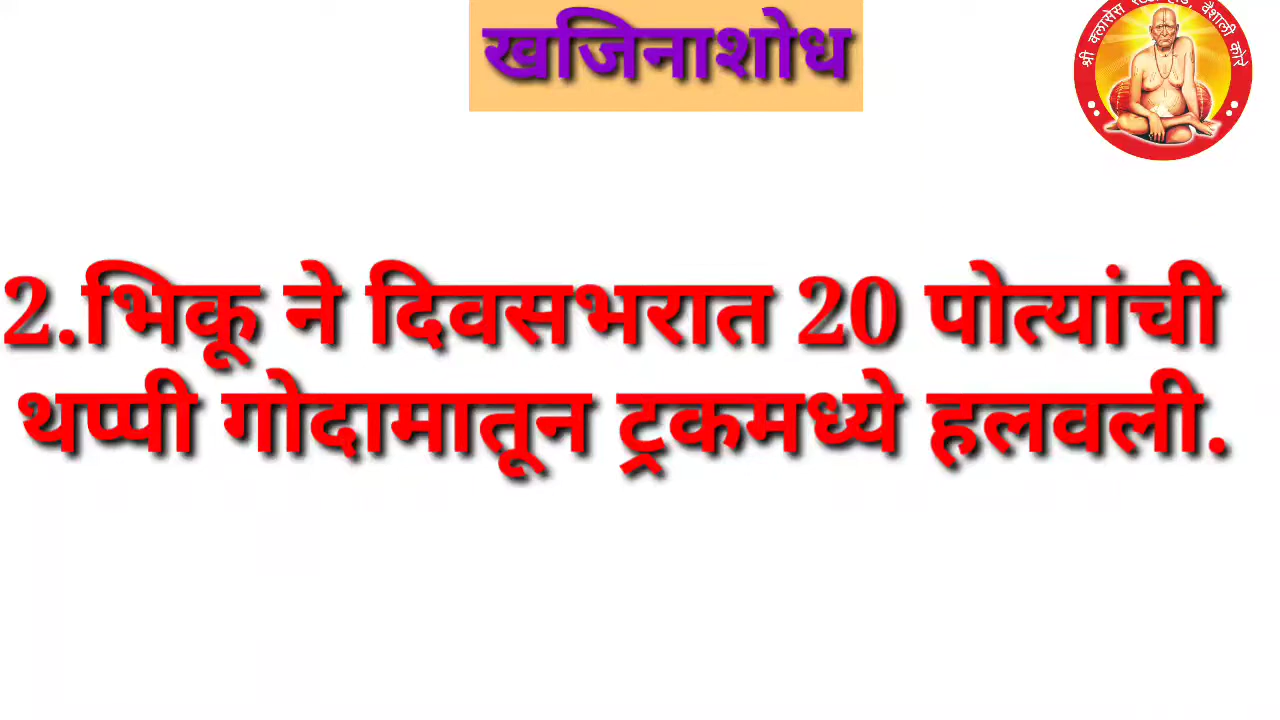 खजिनाशोध
श्री क्लासेस
वैशाली कोरे
2.भिकू ने दिवसभरात 20 पोत्यांची
थप्पी गोदामातून ट्रकमध्ये हलवली.